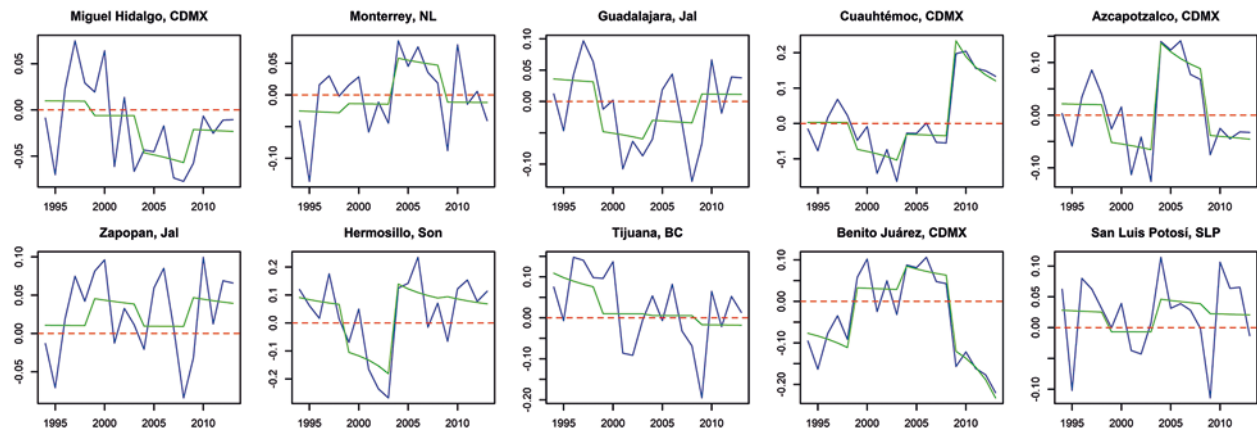 Miguel Hidalgo, CDMX
0.05
0.00
-0.05
1995 2000 2005 2010
Monterrey, NL
0.05
0.00
-0.10
1995 2000 2005 2010
Guadalajara, Jal
0.10
0.00
-0.10
1995 2000 2005 2010
Cuauhtémoc, CDMX
0.2
0.0
-0.1
1995 2000 2005 2010
Azcapotzalco, CDMX
0.10
0.00
-0.10
1995 2000 2005 2010
Zapopan, Jal
0.10
0.05
0.00
-0.05
1995 2000 2005 2010
Hermosillo, Son
0.2
0.0
-0.2
1995 2000 2005 2010
Tijuana, BC
0.10
0.00
-0.10
-0.20
1995 2000 2005 2010
Benito Juárez, CDMX
0.10
0.00
-0.10
-0.20
1995 2000 2005 2010
San Luis Potosí, SLP
0.10
0.05
0.00
-0.10
1995 2000 2005 2010